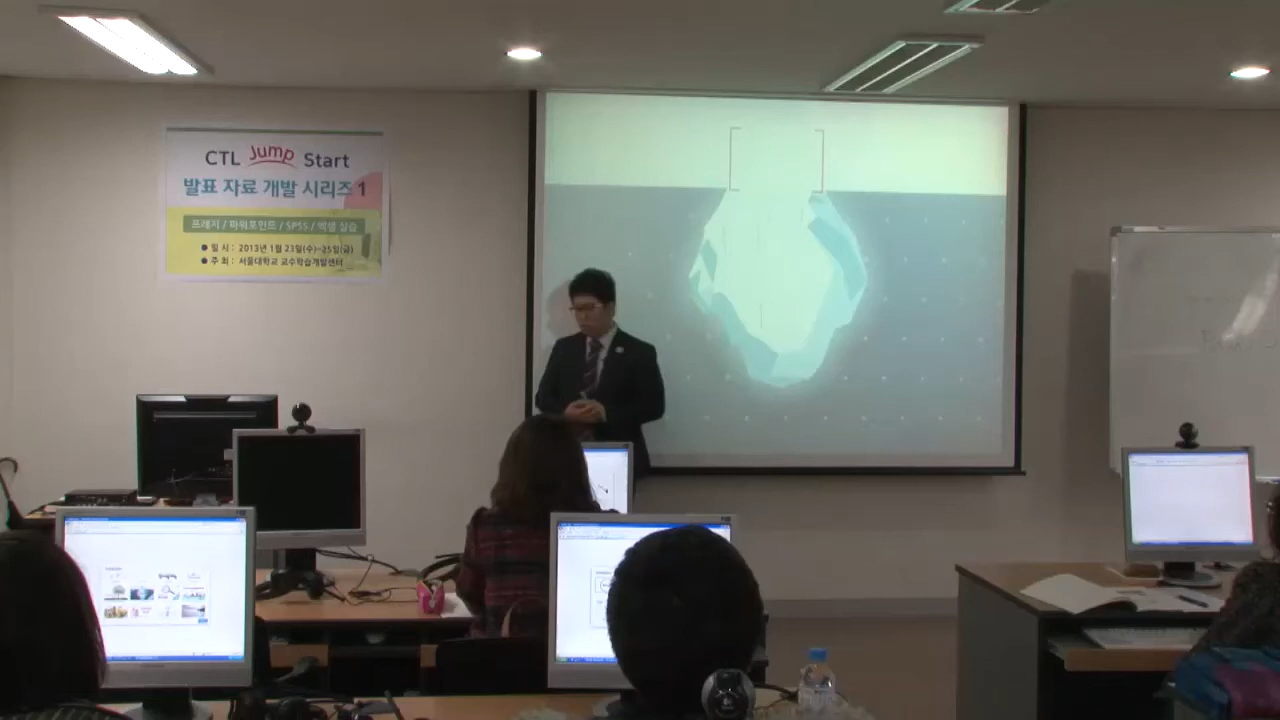 CTL Jump Start
발표 자료 개발 시리즈 1
프레지 / 파워포인트 / SPSS / 엑셀 실습
● 일 시 : 2013년 1월 23일(수)~25일(금)
● 주 최 : 서울대학교 교수학습개발센터